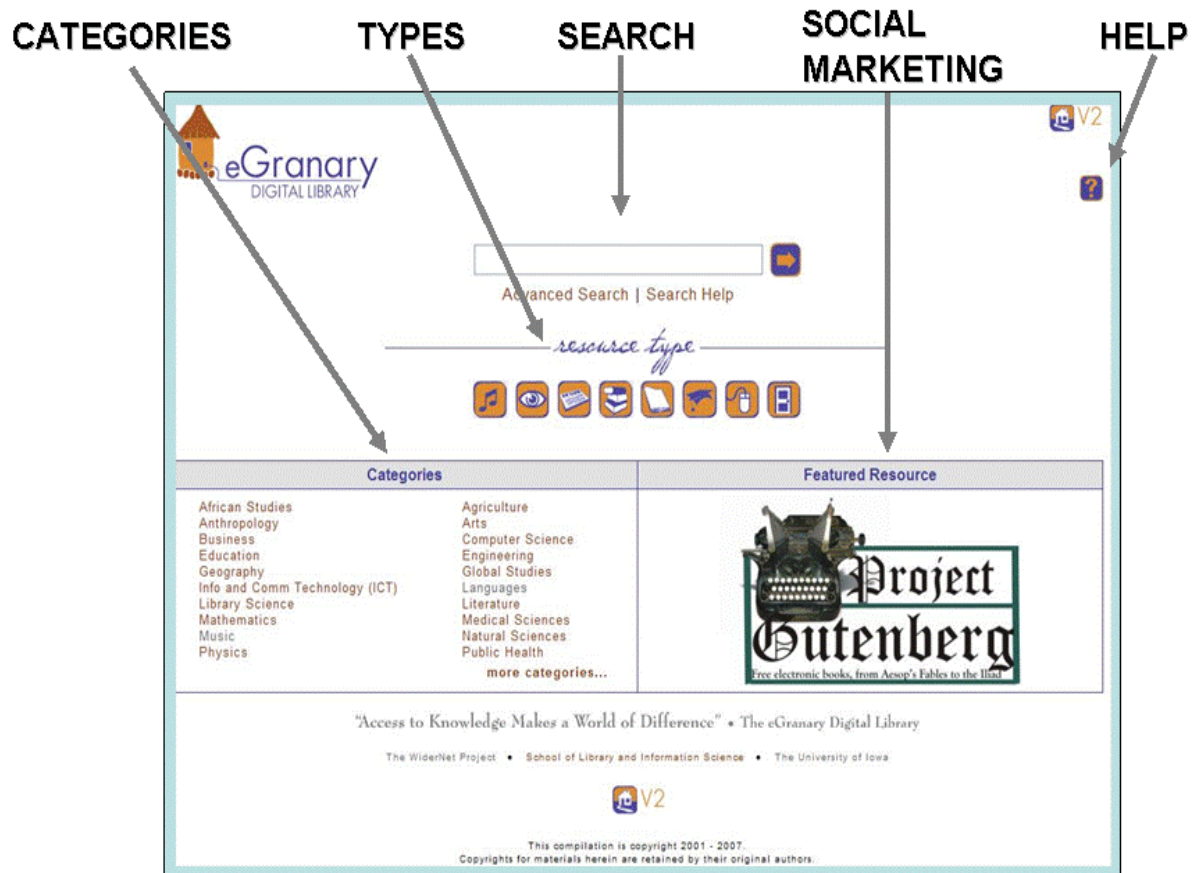 CATEGORIES TYPES SEARCH SOCIAL MARKETING HELP
V2
eGranary
DIGITAL LIBRARY
?
Advanced Search | Search Help
resource type
Categories
African Studies
Anthropology
Business
Education
Geography
Info and Comm Technology (ICT)
Library Science
Mathematics
Music
Physics
Agriculture
Arts
Computer Science
Engineering
Global Studies
Languages
Literature
Medical Sciences
Natural Sciences
Public Health
more categories...
Featured Resource
Project
Gutenberg
Free electronic books, from Aesop's Fables to the Iliad
"Access to Knowledge Makes a World of Difference" • The eGranary Digital Library
The WiderNet Project • School of Library and Information Science • The University of Iowa
V2
This compilation is copyright 2001 - 2007.
Copyrights for materials herein are retained by their original authors.